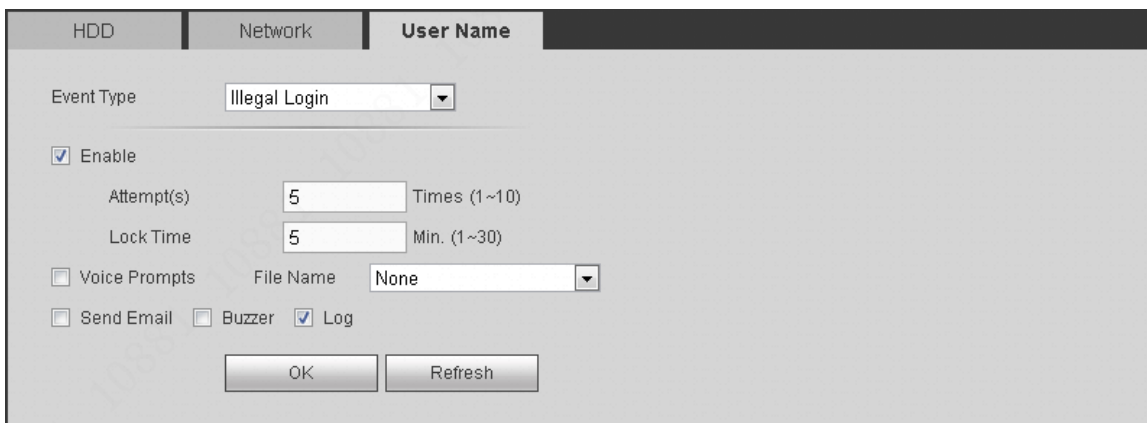 HDD Network User Name
Event Type Illegal Login
Enable
Attempt(s) 5 Times (1~10)
Lock Time 5 Min. (1~30)
Voice Prompts File Name None
Send Email Buzzer Log
OK Refresh